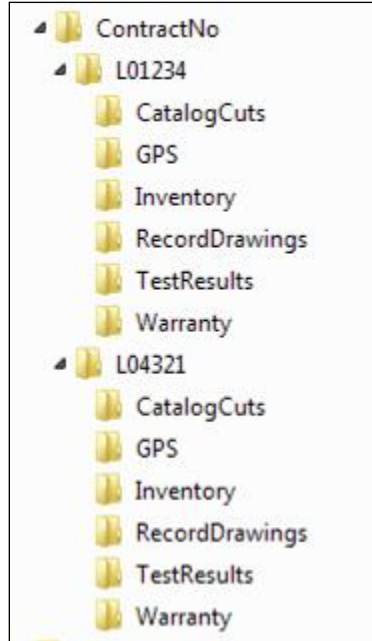 ContractNo
L01234
CatalogCuts
GPS
Inventory
RecordDrawings
TestResults
Warranty
L04321
CatalogCuts
GPS
Inventory
RecordDrawings
TestResults
Warranty